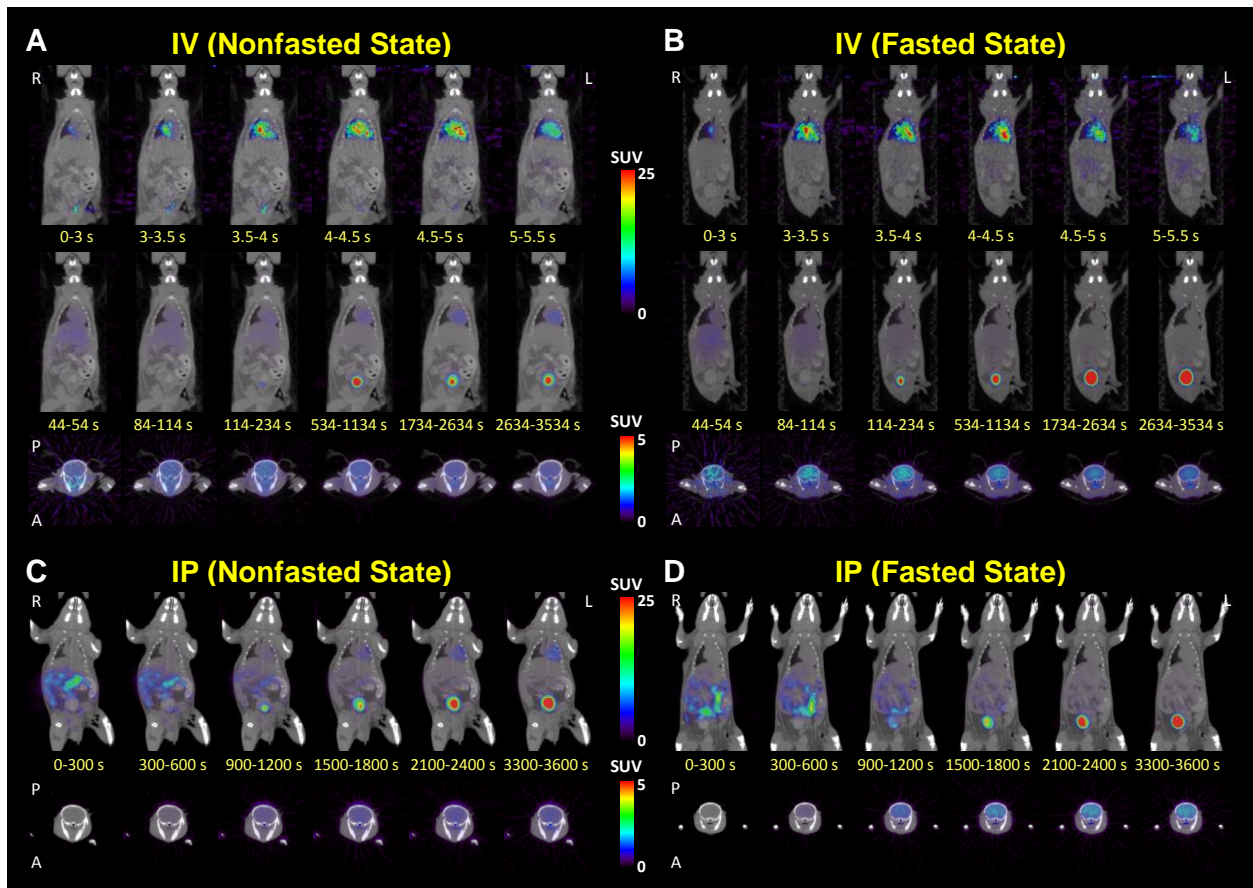 A IV (Nonfasted State)
R L
0-3 s 3-3.5 s 3.5-4 s 4-4.5 s 4.5-5 s 5-5.5 s
44-54 s 84-114 s 114-234 s 534-1134 s 1734-2634 s 2634-3534 s
P
A
SUV
25
0
SUV
5
0
B IV (Fasted State)
R L
0-3 s 3-3.5 s 3.5-4 s 4-4.5 s 4.5-5 s 5-5.5 s
44-54 s 84-114 s 114-234 s 534-1134 s 1734-2634 s 2634-3534 s
P
A
C IP (Nonfasted State)
R L
0-300 s 300-600 s 900-1200 s 1500-1800 s 2100-2400 s 3300-3600 s
P
A
SUV
25
0
SUV
5
0
D IP (Fasted State)
R L
0-300 s 300-600 s 900-1200 s 1500-1800 s 2100-2400 s 3300-3600 s
P
A